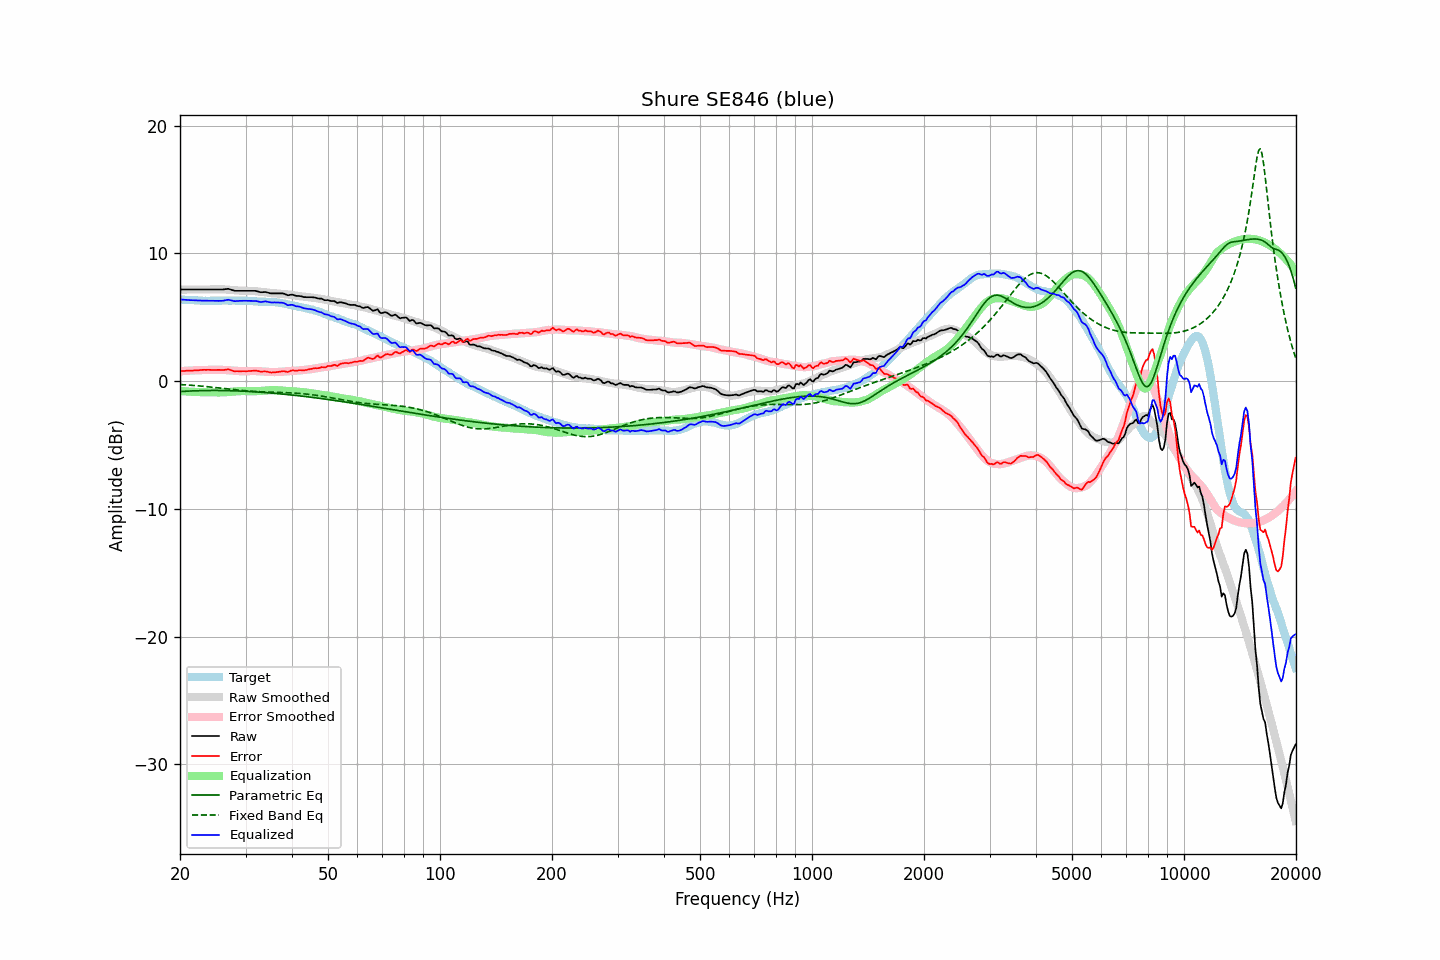 Shure SE846 (blue)
20
10
0
−10
−20
−30
Amplitude (dBr)
Target
Raw Smoothed
Error Smoothed
Raw
Error
Equalization
Parametric Eq
Fixed Band Eq
Equalized
20 50 100 200 500 1000 2000 5000 10000 20000
Frequency (Hz)